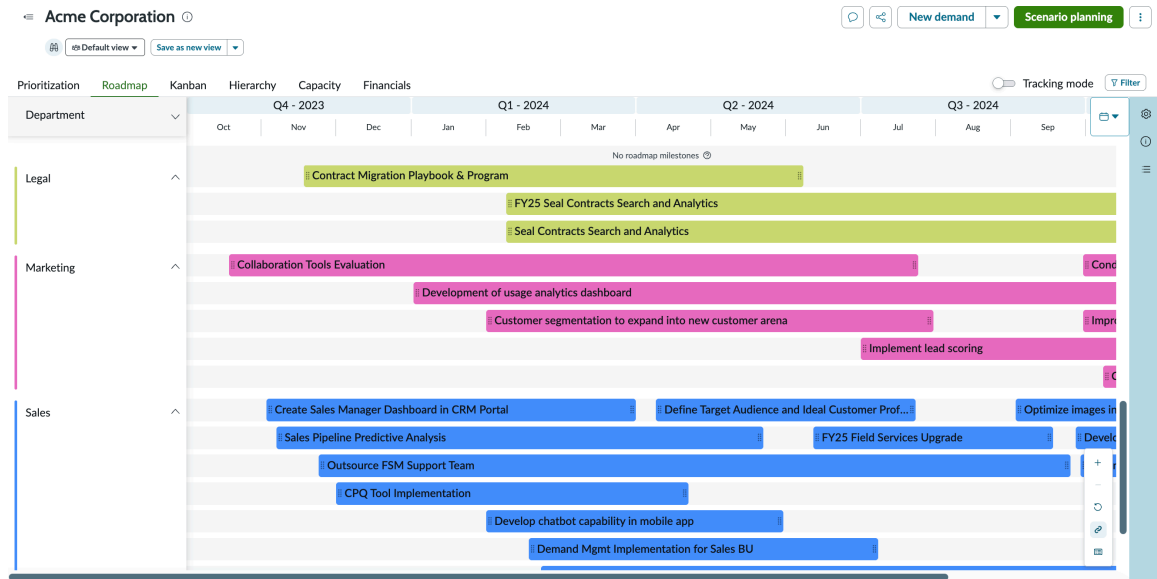 Acme Corporation
New demand
Scenario planning
Default view
Save as new view
Prioritization
Roadmap
Kanban
Hierarchy
Capacity
Financials
Tracking mode
Filter
Department
Q4 - 2023
Q1 - 2024
Q2 - 2024
Q3 - 2024
Oct
Nov
Dec
Jan
Feb
Mar
Apr
May
Jun
Jul
Aug
Sep
No roadmap milestones
Legal
Contract Migration Playbook & Program
FY25 Seal Contracts Search and Analytics
Seal Contracts Search and Analytics
Marketing
Collaboration Tools Evaluation
Cond
Development of usage analytics dashboard
Customer segmentation to expand into new customer arena
Impro
Implement lead scoring
Sales
Create Sales Manager Dashboard in CRM Portal
Define Target Audience and Ideal Customer Prof...
Optimize images in
Sales Pipeline Predictive Analysis
FY25 Field Services Upgrade
Develo
Outsource FSM Support Team
CPQ Tool Implementation
Develop chatbot capability in mobile app
Demand Mgmt Implementation for Sales BU